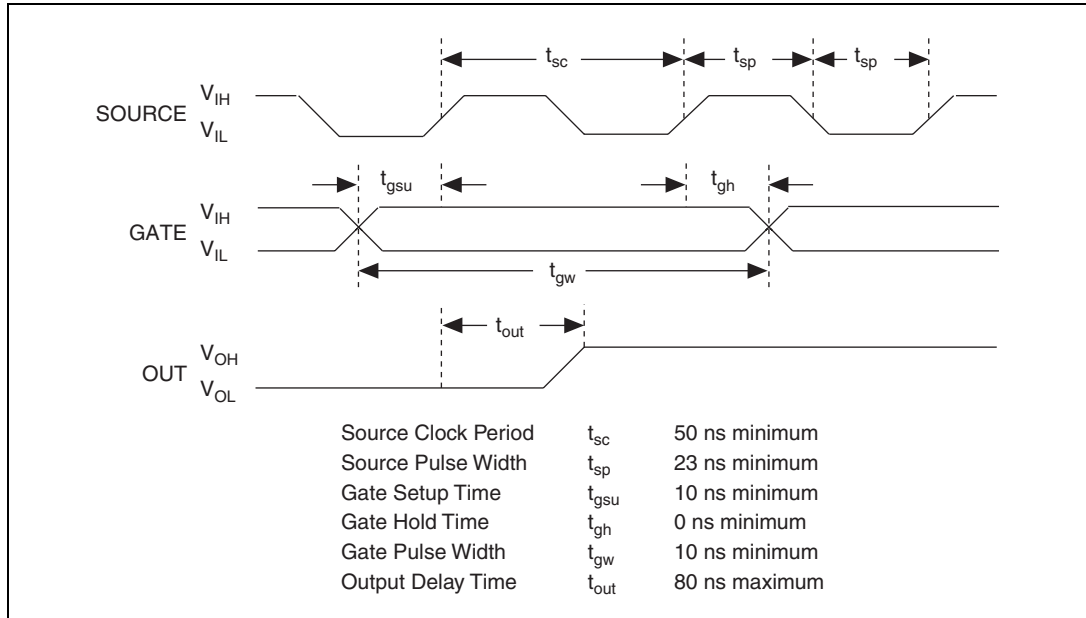 t_sc t_sp t_sp
SOURCE V_IH
V_IL
t_gsu t_gh
GATE V_IH
V_IL
t_gw
t_out
OUT V_OH
V_OL
Source Clock Period t_sc 50 ns minimum
Source Pulse Width t_sp 23 ns minimum
Gate Setup Time t_gsu 10 ns minimum
Gate Hold Time t_gh 0 ns minimum
Gate Pulse Width t_gw 10 ns minimum
Output Delay Time t_out 80 ns maximum